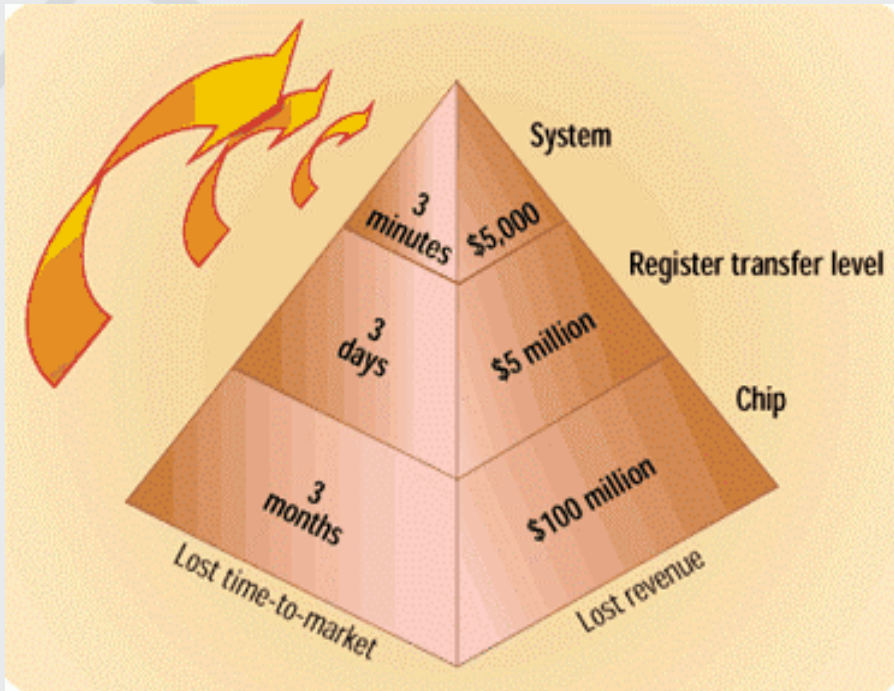 System
3
minutes
$5,000
Register transfer level
3
days
$5 million
Chip
3
months
$100 million
Lost time-to-market
Lost revenue